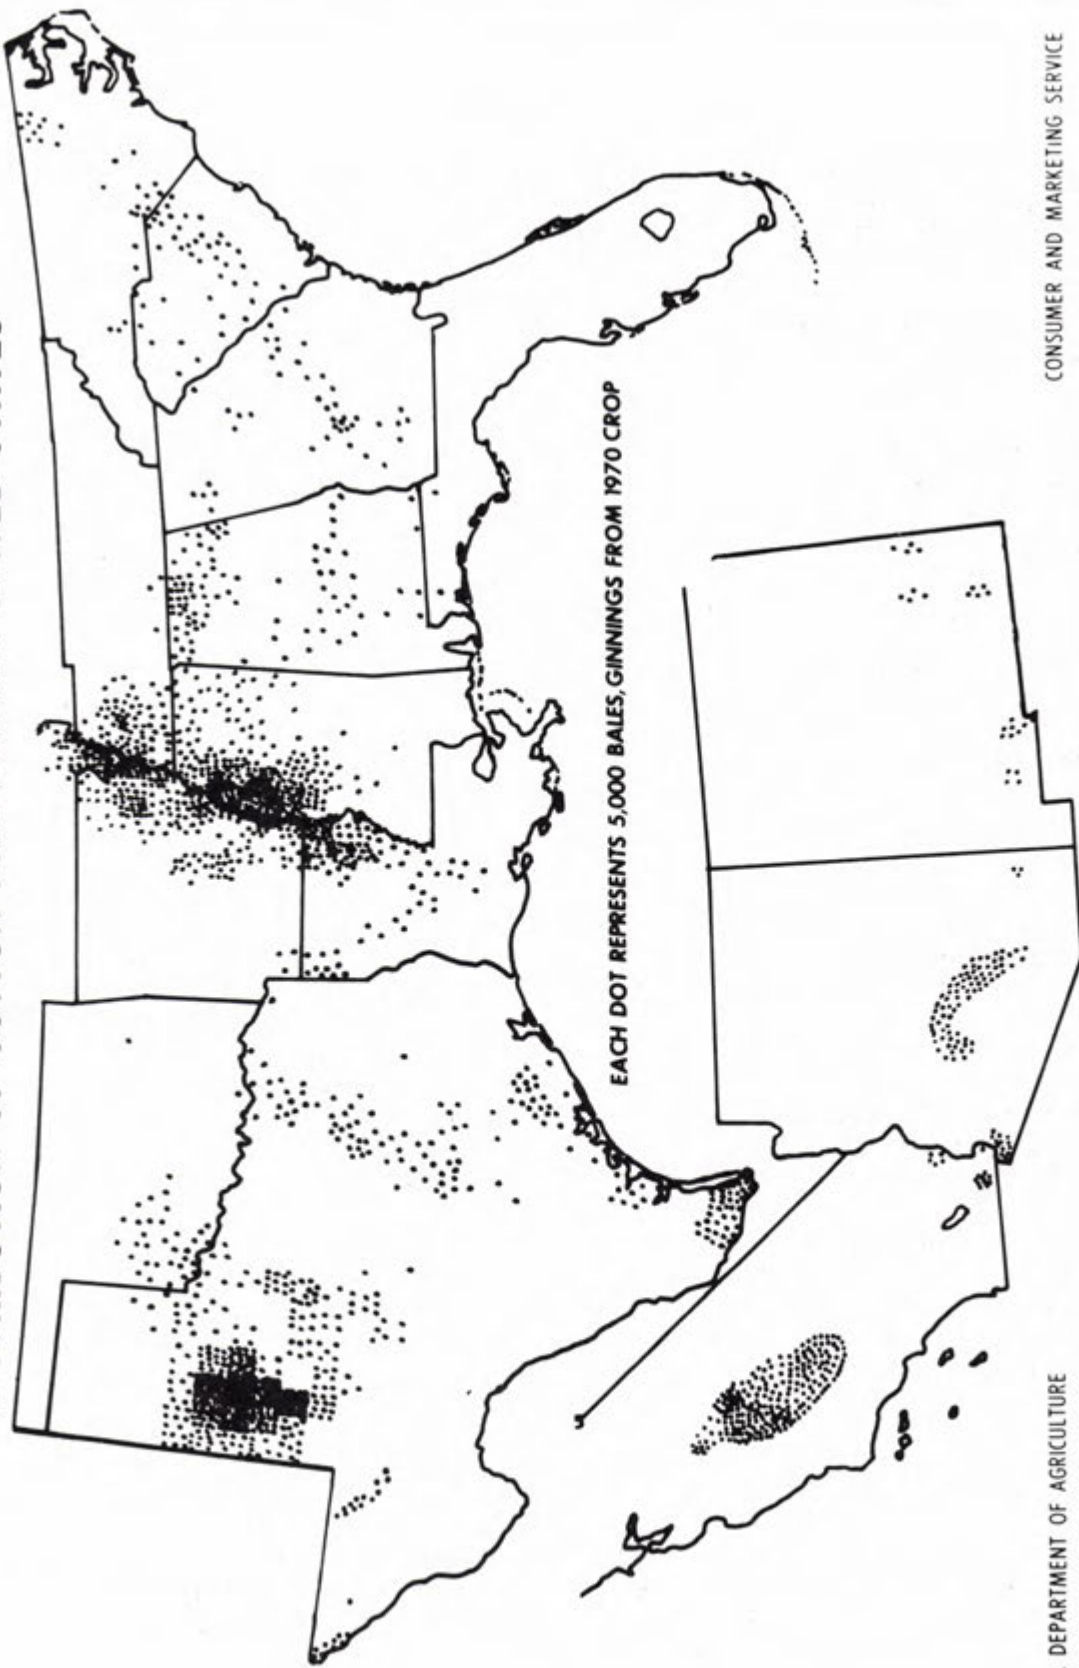 EACH DOT REPRESENTS 5,000 BALES, GINNINGS FROM 1970 CROP
DEPARTMENT OF AGRICULTURE
CONSUMER AND MARKETING SERVICE